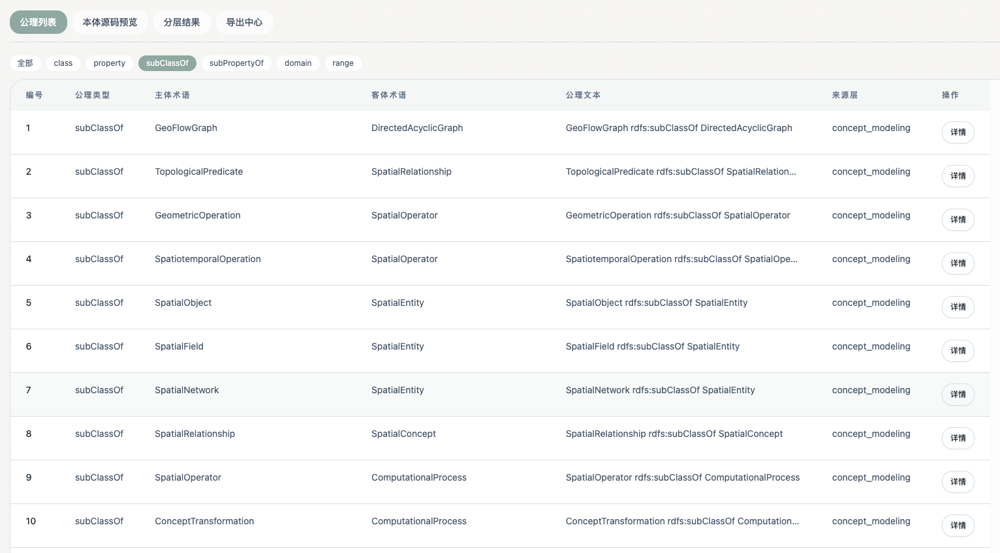 公理列表 本体源码预览 分层结果 导出中心
全部 class property subClassOf subPropertyOf domain range
编号 公理类型 主体术语 客体术语 公理文本 来源层 操作
1 subClassOf GeoFlowGraph DirectedAcyclicGraph GeoFlowGraph rdfs:subClassOf DirectedAcyclicGraph concept_modeling 详情
2 subClassOf TopologicalPredicate SpatialRelationship TopologicalPredicate rdfs:subClassOf SpatialRelation... concept_modeling 详情
3 subClassOf GeometricOperation SpatialOperator GeometricOperation rdfs:subClassOf SpatialOperator concept_modeling 详情
4 subClassOf SpatiotemporalOperation SpatialOperator SpatiotemporalOperation rdfs:subClassOf SpatialOpe... concept_modeling 详情
5 subClassOf SpatialObject SpatialEntity SpatialObject rdfs:subClassOf SpatialEntity concept_modeling 详情
6 subClassOf SpatialField SpatialEntity SpatialField rdfs:subClassOf SpatialEntity concept_modeling 详情
7 subClassOf SpatialNetwork SpatialEntity SpatialNetwork rdfs:subClassOf SpatialEntity concept_modeling 详情
8 subClassOf SpatialRelationship SpatialConcept SpatialRelationship rdfs:subClassOf SpatialConcept concept_modeling 详情
9 subClassOf SpatialOperator ComputationalProcess SpatialOperator rdfs:subClassOf ComputationalProcess concept_modeling 详情
10 subClassOf ConceptTransformation ComputationalProcess ConceptTransformation rdfs:subClassOf Computation... concept_modeling 详情